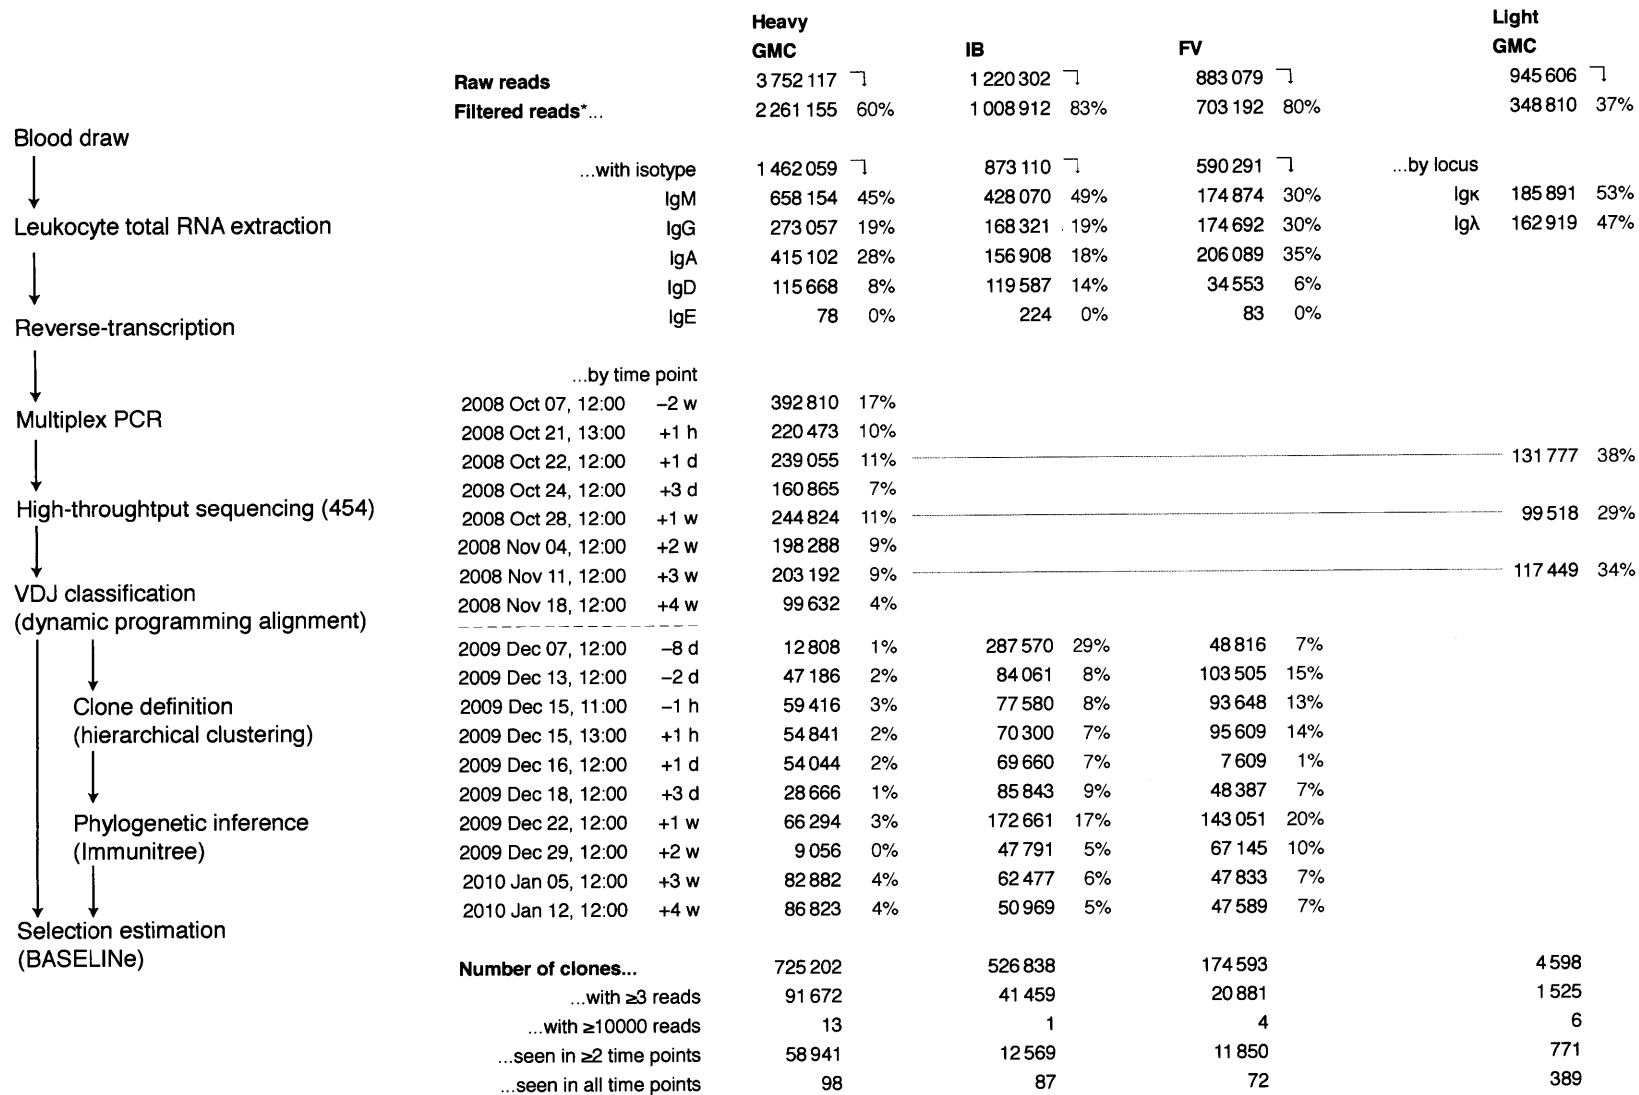 Heavy Light
GMC IB FV GMC
Raw reads 3 752 117 1 220 302 883 079 945 606
Filtered reads*... 2 261 155 60% 1 008 912 83% 703 192 80% 348 810 37%
Blood draw
...with isotype 1 462 059 873 110 590 291 ...by locus
IgM 658 154 45% 428 070 49% 174 874 30% Igκ 185 891 53%
Leukocyte total RNA extraction IgG 273 057 19% 168 321 19% 174 692 30% Igλ 162 919 47%
IgA 415 102 28% 156 908 18% 206 089 35%
IgD 115 668 8% 119 587 14% 34 553 6%
Reverse-transcription IgE 78 0% 224 0% 83 0%
...by time point
Multiplex PCR 2008 Oct 07, 12:00 –2 w 392 810 17%
2008 Oct 21, 13:00 +1 h 220 473 10%
2008 Oct 22, 12:00 +1 d 239 055 11% 131 777 38%
2008 Oct 24, 12:00 +3 d 160 865 7%
High-throughtput sequencing (454) 2008 Oct 28, 12:00 +1 w 244 824 11% 99 518 29%
2008 Nov 04, 12:00 +2 w 198 288 9%
VDJ classification 2008 Nov 11, 12:00 +3 w 203 192 9% 117 449 34%
(dynamic programming alignment) 2008 Nov 18, 12:00 +4 w 99 632 4%
2009 Dec 07, 12:00 –8 d 12 808 1% 287 570 29% 48 816 7%
2009 Dec 13, 12:00 –2 d 47 186 2% 84 061 8% 103 505 15%
Clone definition 2009 Dec 15, 11:00 –1 h 59 416 3% 77 580 8% 93 648 13%
(hierarchical clustering) 2009 Dec 15, 13:00 +1 h 54 841 2% 70 300 7% 95 609 14%
2009 Dec 16, 12:00 +1 d 54 044 2% 69 660 7% 7 609 1%
2009 Dec 18, 12:00 +3 d 28 666 1% 85 843 9% 48 387 7%
Phylogenetic inference 2009 Dec 22, 12:00 +1 w 66 294 3% 172 661 17% 143 051 20%
(Immunitree) 2009 Dec 29, 12:00 +2 w 9 056 0% 47 791 5% 67 145 10%
2010 Jan 05, 12:00 +3 w 82 882 4% 62 477 6% 47 833 7%
2010 Jan 12, 12:00 +4 w 86 823 4% 50 969 5% 47 589 7%
Selection estimation
(BASELINe) Number of clones... 725 202 526 838 174 593 4 598
...with ≥3 reads 91 672 41 459 20 881 1 525
...with ≥10000 reads 13 1 4 6
...seen in ≥2 time points 58 941 12 569 11 850 771
...seen in all time points 98 87 72 389